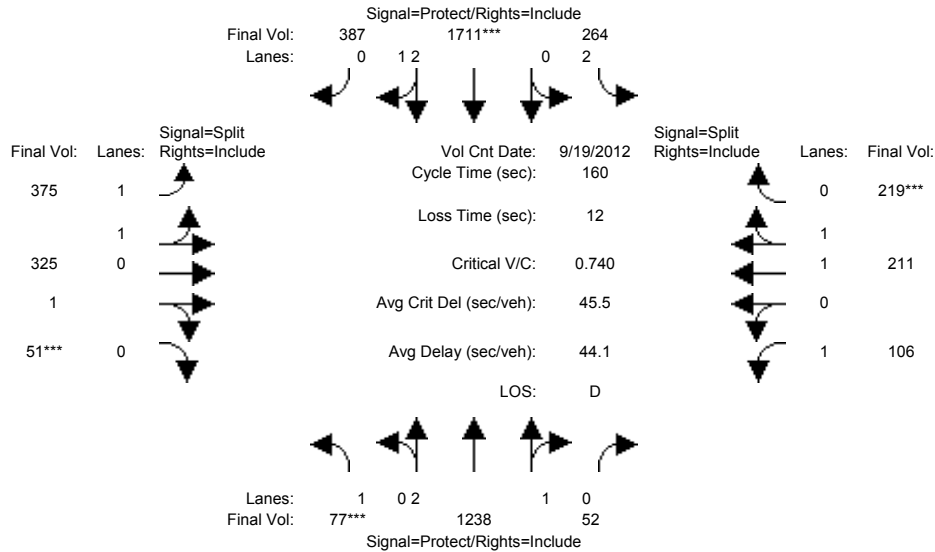 Signal=Protect/Rights=Include
Final Vol: 387 1711*** 264
Lanes: 0 1 2 0 2
Signal=Split Signal=Split
Final Vol: Lanes: Rights=Include Vol Cnt Date: 9/19/2012 Rights=Include Lanes: Final Vol:
Cycle Time (sec): 160
375 1 0 219***
Loss Time (sec): 12
1 1
325 0 Critical V/C: 0.740 1 211
1 Avg Crit Del (sec/veh): 45.5 0
51*** 0 Avg Delay (sec/veh): 44.1 1 106
LOS: D
Lanes: 1 0 2 1 0
Final Vol: 77*** 1238 52
Signal=Protect/Rights=Include